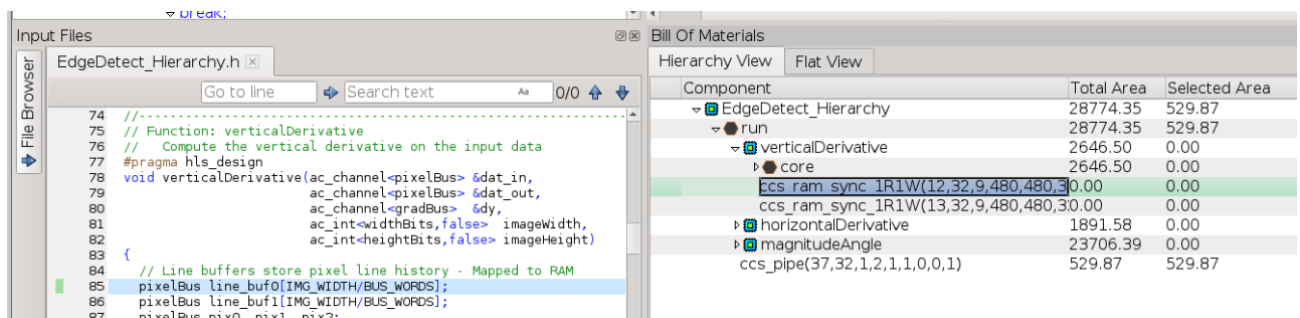 break;
Input Files
File Browser
EdgeDetect_Hierarchy.h
Go to line
Search text
Aa
0/0
74 //----------------------------------------------------------------------
75 // Function: verticalDerivative
76 //   Compute the vertical derivative on the input data
77 #pragma hls_design
78 void verticalDerivative(ac_channel<pixelBus> &dat_in,
79                         ac_channel<pixelBus> &dat_out,
80                         ac_channel<gradBus>  &dy,
81                         ac_int<widthBits,false>  imageWidth,
82                         ac_int<heightBits,false> imageHeight)
83 {
84   // Line buffers store pixel line history - Mapped to RAM
85   pixelBus line_buf0[IMG_WIDTH/BUS_WORDS];
86   pixelBus line_buf1[IMG_WIDTH/BUS_WORDS];
87   pixelBus pix0, pix1, pix2;
Bill Of Materials
Hierarchy View Flat View
Component Total Area Selected Area
EdgeDetect_Hierarchy 28774.35 529.87
run 28774.35 529.87
verticalDerivative 2646.50 0.00
core 2646.50 0.00
ccs_ram_sync_1R1W(12,32,9,480,480,3 0.00 0.00
ccs_ram_sync_1R1W(13,32,9,480,480,3 0.00 0.00
horizontalDerivative 1891.58 0.00
magnitudeAngle 23706.39 0.00
ccs_pipe(37,32,1,2,1,1,0,0,1) 529.87 529.87